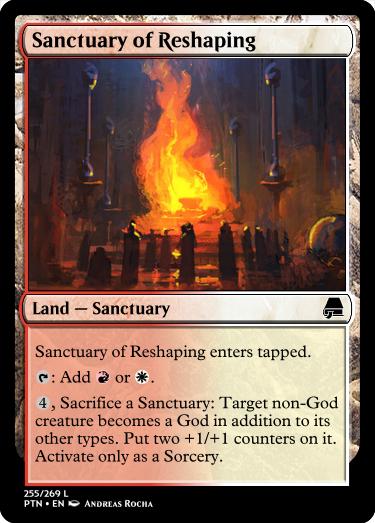 Sanctuary of Reshaping
Land — Sanctuary
Sanctuary of Reshaping enters tapped.
: Add or .
4, Sacrifice a Sanctuary: Target non-God
creature becomes a God in addition to its
other types. Put two +1/+1 counters on it.
Activate only as a Sorcery.
255/269 L
PTN • EN Andreas Rocha